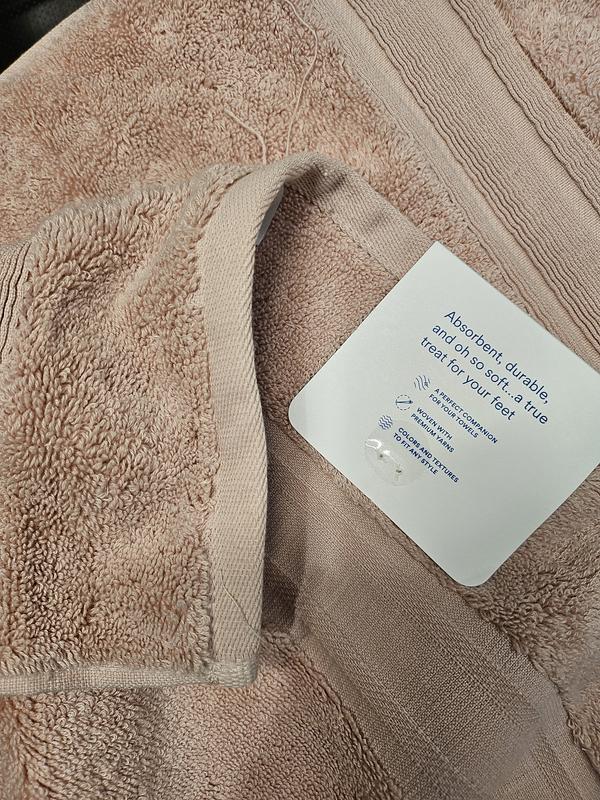 Absorbent, durable,
and oh so soft...a true
treat for your feet
A PERFECT COMPANION
FOR YOUR TOWELS
WOVEN WITH
PREMIUM YARNS
COLORS AND TEXTURES
TO FIT ANY STYLE